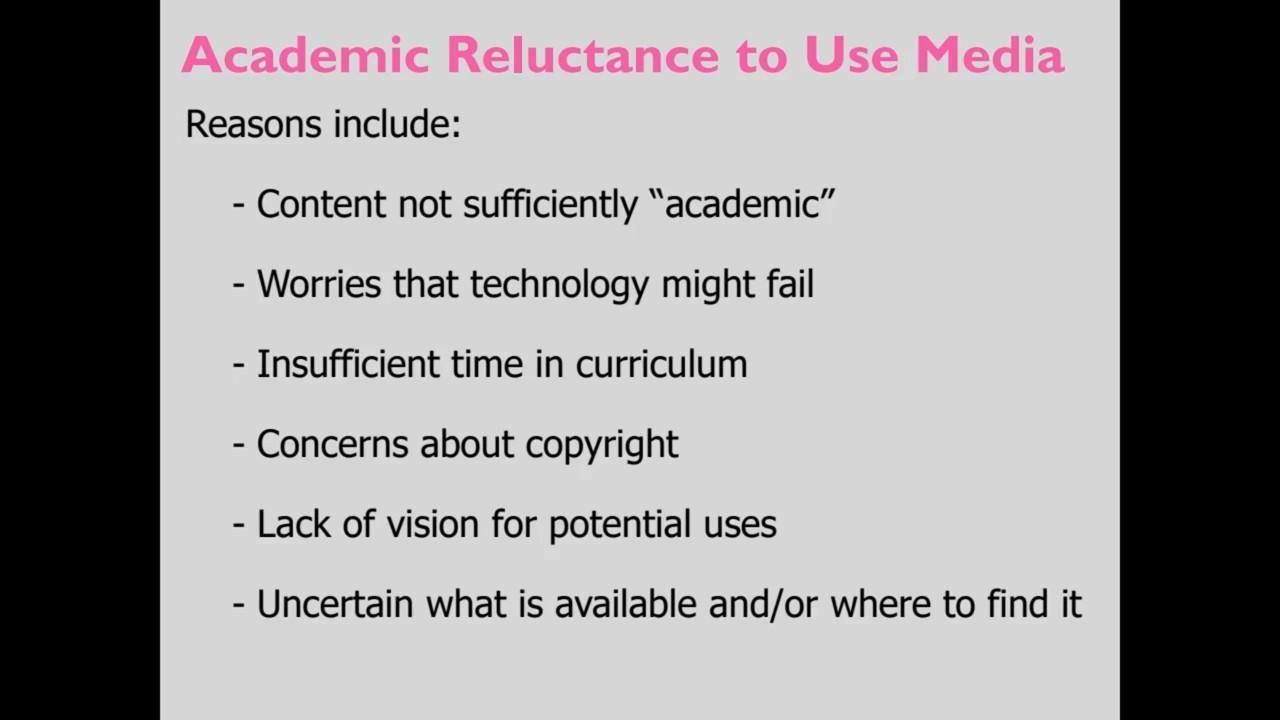 Academic Reluctance to Use Media
Reasons include:
- Content not sufficiently “academic”
- Worries that technology might fail
- Insufficient time in curriculum
- Concerns about copyright
- Lack of vision for potential uses
- Uncertain what is available and/or where to find it